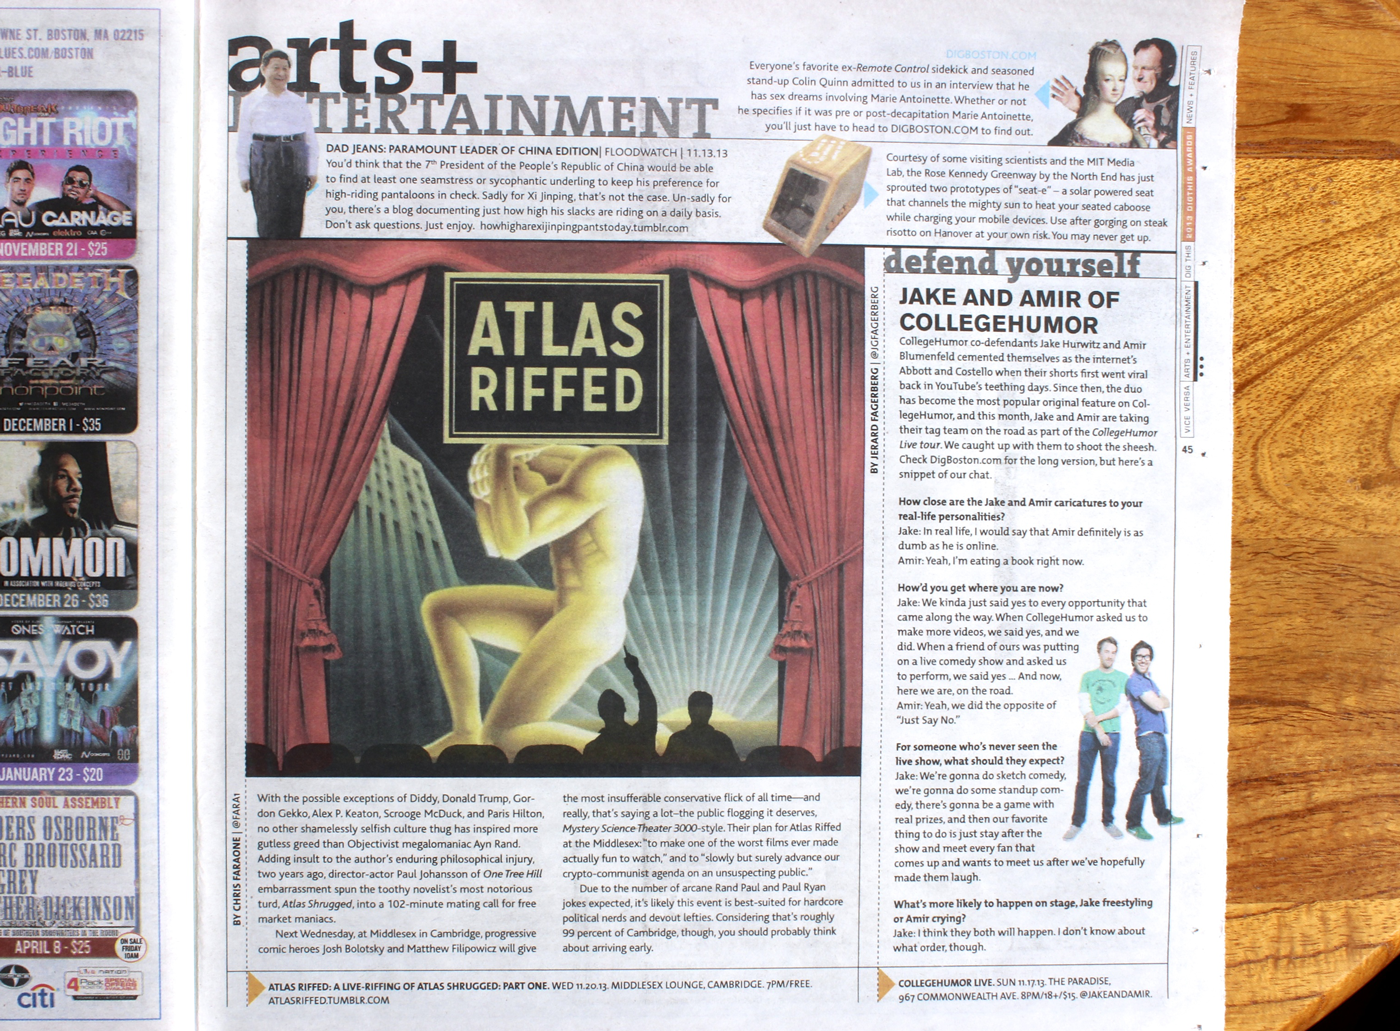 WNE ST. BOSTON, MA 02215
LUES.COM/BOSTON
E-BLUE
GHT RIOT
CARNAGE
NOVEMBER 21 - $25
EGADETH
U.S. TOUR
FEAR
FACTORY
nonpoint
DECEMBER 1 - $35
OMMON
IN ASSOCIATION WITH
DECEMBER 26 - $36
SAVOY
JANUARY 23 - $20
HERN SOUL ASSEMBLY
DERS OSBORNE
RC BROUSSARD
GREY
HER DICKINSON
APRIL 8 - $25
ON SALE
FRIDAY
10AM
citi
4 Pack
SPECIAL
OFFERS
arts+
ENTERTAINMENT
DAD JEANS: PARAMOUNT LEADER OF CHINA EDITION| FLOODWATCH | 11.13.13
You'd think that the 7th President of the People's Republic of China would be able
to find at least one seamstress or sycophantic underling to keep his preference for
high-riding pantaloons in check. Sadly for Xi Jinping, that's not the case. Un-sadly for
you, there's a blog documenting just how high his slacks are riding on a daily basis.
Don't ask questions. Just enjoy. howhigharexijinpingpantstoday.tumblr.com
DIGBOSTON.COM
Everyone's favorite ex-Remote Control sidekick and seasoned
stand-up Colin Quinn admitted to us in an interview that he
has sex dreams involving Marie Antoinette. Whether or not
he specifies if it was pre or post-decapitation Marie Antoinette,
you'll just have to head to DIGBOSTON.COM to find out.
Courtesy of some visiting scientists and the MIT Media
Lab, the Rose Kennedy Greenway by the North End has just
sprouted two prototypes of "seat-e" – a solar powered seat
that channels the mighty sun to heat your seated caboose
while charging your mobile devices. Use after gorging on steak
risotto on Hanover at your own risk. You may never get up.
ATLAS
RIFFED
BY CHRIS FARAONE | @FARA1
With the possible exceptions of Diddy, Donald Trump, Gor-
don Gekko, Alex P. Keaton, Scrooge McDuck, and Paris Hilton,
no other shamelessly selfish culture thug has inspired more
gutless greed than Objectivist megalomaniac Ayn Rand.
Adding insult to the author's enduring philosophical injury,
two years ago, director-actor Paul Johansson of One Tree Hill
embarrassment spun the toothy novelist's most notorious
turd, Atlas Shrugged, into a 102-minute mating call for free
market maniacs.
Next Wednesday, at Middlesex in Cambridge, progressive
comic heroes Josh Bolotsky and Matthew Filipowicz will give
the most insufferable conservative flick of all time—and
really, that's saying a lot—the public flogging it deserves,
Mystery Science Theater 3000-style. Their plan for Atlas Riffed
at the Middlesex: "to make one of the worst films ever made
actually fun to watch," and to "slowly but surely advance our
crypto-communist agenda on an unsuspecting public."
Due to the number of arcane Rand Paul and Paul Ryan
jokes expected, it's likely this event is best-suited for hardcore
political nerds and devout lefties. Considering that's roughly
99 percent of Cambridge, though, you should probably think
about arriving early.
ATLAS RIFFED: A LIVE-RIFFING OF ATLAS SHRUGGED: PART ONE. WED 11.20.13. MIDDLESEX LOUNGE, CAMBRIDGE. 7PM/FREE.
ATLASRIFFED.TUMBLR.COM
defend yourself
BY JERARD FAGERBERG | @JGFAGERBERG
JAKE AND AMIR OF
COLLEGEHUMOR
CollegeHumor co-defendants Jake Hurwitz and Amir
Blumenfeld cemented themselves as the internet's
Abbott and Costello when their shorts first went viral
back in YouTube's teething days. Since then, the duo
has become the most popular original feature on Col-
legeHumor, and this month, Jake and Amir are taking
their tag team on the road as part of the CollegeHumor
Live tour. We caught up with them to shoot the sheesh.
Check DigBoston.com for the long version, but here's a
snippet of our chat.
How close are the Jake and Amir caricatures to your
real-life personalities?
Jake: In real life, I would say that Amir definitely is as
dumb as he is online.
Amir: Yeah, I'm eating a book right now.
How'd you get where you are now?
Jake: We kinda just said yes to every opportunity that
came along the way. When CollegeHumor asked us to
make more videos, we said yes, and we
did. When a friend of ours was putting
on a live comedy show and asked us
to perform, we said yes ... And now,
here we are, on the road.
Amir: Yeah, we did the opposite of
"Just Say No."
For someone who's never seen the
live show, what should they expect?
Jake: We're gonna do sketch comedy,
we're gonna do some standup com-
edy, there's gonna be a game with
real prizes, and then our favorite
thing to do is just stay after the
show and meet every fan that
comes up and wants to meet us after we've hopefully
made them laugh.
What's more likely to happen on stage, Jake freestyling
or Amir crying?
Jake: I think they both will happen. I don't know about
what order, though.
COLLEGEHUMOR LIVE. SUN 11.17.13. THE PARADISE,
967 COMMONWEALTH AVE. 8PM/18+/$15. @JAKEANDAMIR.
NEWS + FEATURES
2013 DIGTHIS AWARDS!
DIG THIS
ARTS + ENTERTAINMENT
VICE VERSA
45